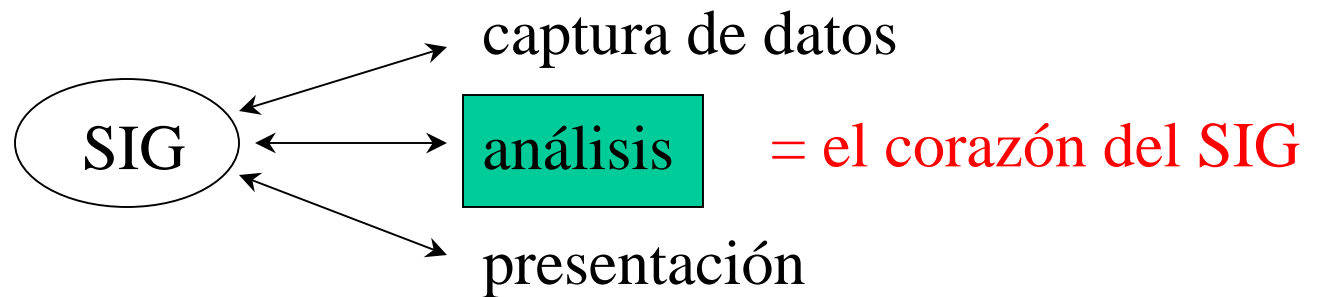 captura de datos
SIG
análisis
= el corazón del SIG
presentación